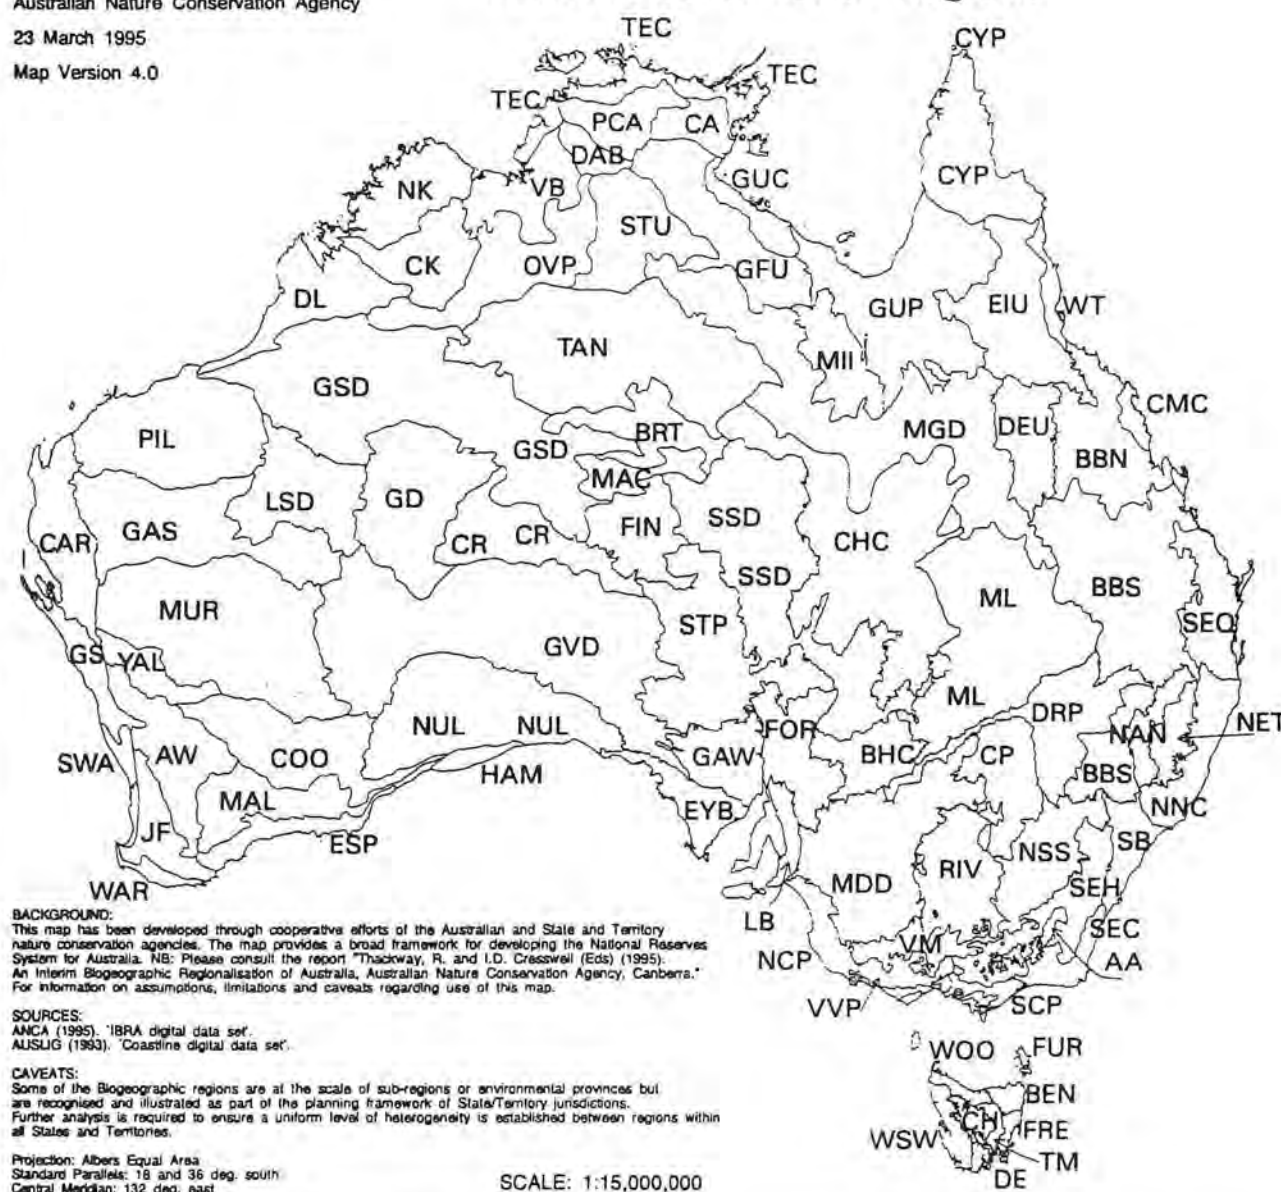 Australian Nature Conservation Agency
23 March 1995
Map Version 4.0
TEC
CYP
TEC
TEC
PCA
CA
DAB
NK
VB
GUC
CYP
STU
CK
OVP
GFU
DL
GUP
EIU
WT
TAN
MII
GSD
CMC
PIL
GSD
BRT
MGD
DEU
BBN
MAC
LSD
GD
GAS
CR
CR
FIN
SSD
CHC
CAR
SSD
ML
BBS
MUR
STP
SEQ
GS
YAL
GVD
ML
DRP
NUL
NUL
FOR
NAN
NET
SWA
AW
COO
GAW
BHC
CP
HAM
BBS
MAL
EYB
NNC
JF
ESP
SB
NSS
RIV
MDD
WAR
SEH
LB
SEC
VM
NCP
AA
VVP
SCP
BACKGROUND:
This map has been developed through cooperative efforts of the Australian and State and Territory
nature conservation agencies. The map provides a broad framework for developing the National Reserves
System for Australia. NB: Please consult the report "Thackway, R. and I.D. Cresswell (Eds) (1995).
An Interim Biogeographic Regionalisation of Australia, Australian Nature Conservation Agency, Canberra."
For information on assumptions, limitations and caveats regarding use of this map.
SOURCES:
ANCA (1995). 'IBRA digital data set'.
AUSLIG (1993). 'Coastline digital data set'.
CAVEATS:
Some of the Biogeographic regions are at the scale of sub-regions or environmental provinces but
are recognised and illustrated as part of the planning framework of State/Territory jurisdictions.
Further analysis is required to ensure a uniform level of heterogeneity is established between regions within
all States and Territories.
WOO
FUR
BEN
CH
FRE
WSW
TM
DE
Projection: Albers Equal Area
Standard Parallels: 18 and 36 deg. south
Central Meridian: 132 deg. east
SCALE: 1:15,000,000